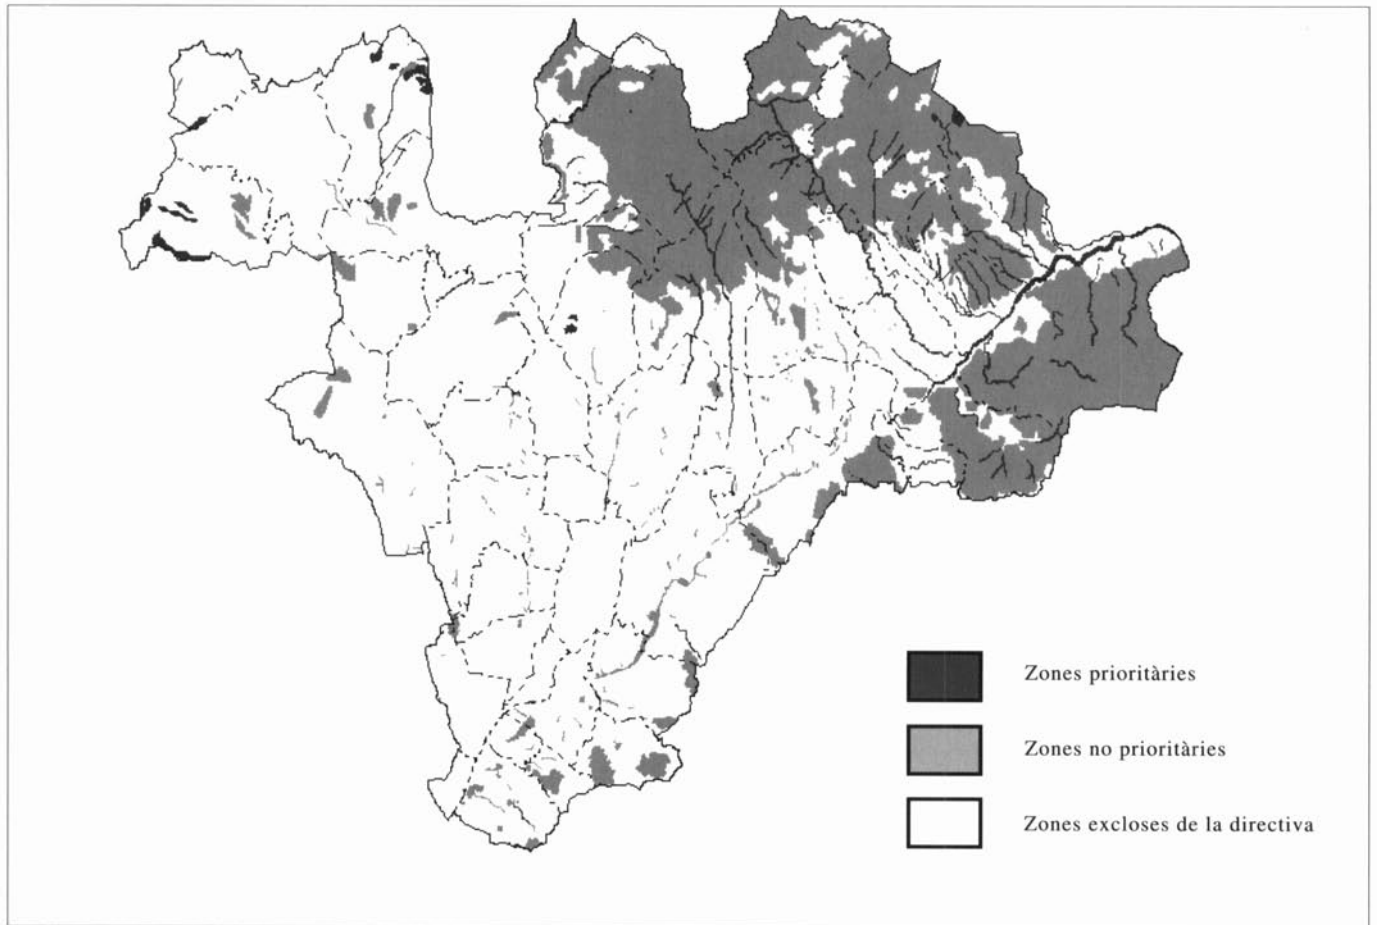 Zones prioritàries
Zones no prioritàries
Zones excloses de la directiva